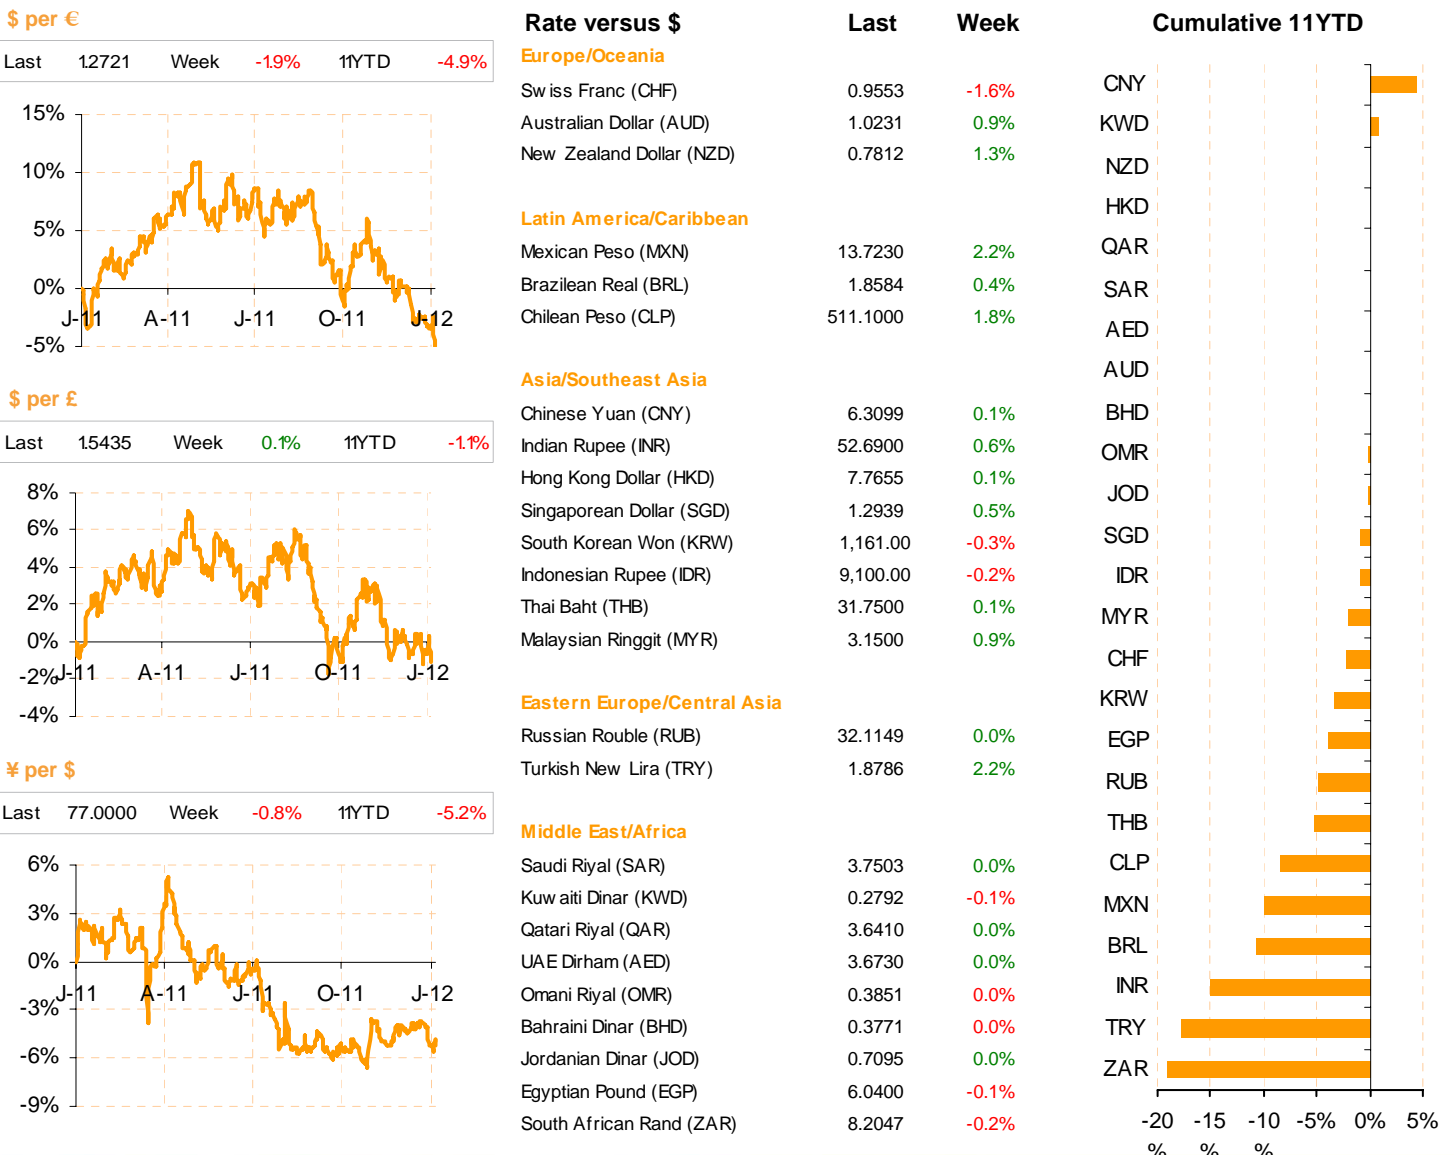 $ per €
Last 1.2721 Week -1.9% 11YTD -4.9%
15%
10%
5%
0%
-5%
J-11 A-11 J-11 O-11 J-12
$ per £
Last 1.5435 Week 0.1% 11YTD -1.1%
8%
6%
4%
2%
0%
-2%
-4%
J-11 A-11 J-11 O-11 J-12
¥ per $
Last 77.0000 Week -0.8% 11YTD -5.2%
6%
3%
0%
-3%
-6%
-9%
J-11 A-11 J-11 O-11 J-12
Rate versus $ Last Week
Europe/Oceania
Swiss Franc (CHF) 0.9553 -1.6%
Australian Dollar (AUD) 1.0231 0.9%
New Zealand Dollar (NZD) 0.7812 1.3%
Latin America/Caribbean
Mexican Peso (MXN) 13.7230 2.2%
Brazilean Real (BRL) 1.8584 0.4%
Chilean Peso (CLP) 511.1000 1.8%
Asia/Southeast Asia
Chinese Yuan (CNY) 6.3099 0.1%
Indian Rupee (INR) 52.6900 0.6%
Hong Kong Dollar (HKD) 7.7655 0.1%
Singaporean Dollar (SGD) 1.2939 0.5%
South Korean Won (KRW) 1,161.00 -0.3%
Indonesian Rupee (IDR) 9,100.00 -0.2%
Thai Baht (THB) 31.7500 0.1%
Malaysian Ringgit (MYR) 3.1500 0.9%
Eastern Europe/Central Asia
Russian Rouble (RUB) 32.1149 0.0%
Turkish New Lira (TRY) 1.8786 2.2%
Middle East/Africa
Saudi Riyal (SAR) 3.7503 0.0%
Kuwaiti Dinar (KWD) 0.2792 -0.1%
Qatari Riyal (QAR) 3.6410 0.0%
UAE Dirham (AED) 3.6730 0.0%
Omani Riyal (OMR) 0.3851 0.0%
Bahraini Dinar (BHD) 0.3771 0.0%
Jordanian Dinar (JOD) 0.7095 0.0%
Egyptian Pound (EGP) 6.0400 -0.1%
South African Rand (ZAR) 8.2047 -0.2%
Cumulative 11YTD
CNY
KWD
NZD
HKD
QAR
SAR
AED
AUD
BHD
OMR
JOD
SGD
IDR
MYR
CHF
KRW
EGP
RUB
THB
CLP
MXN
BRL
INR
TRY
ZAR
-20 -15 -10 -5% 0% 5%
% % %